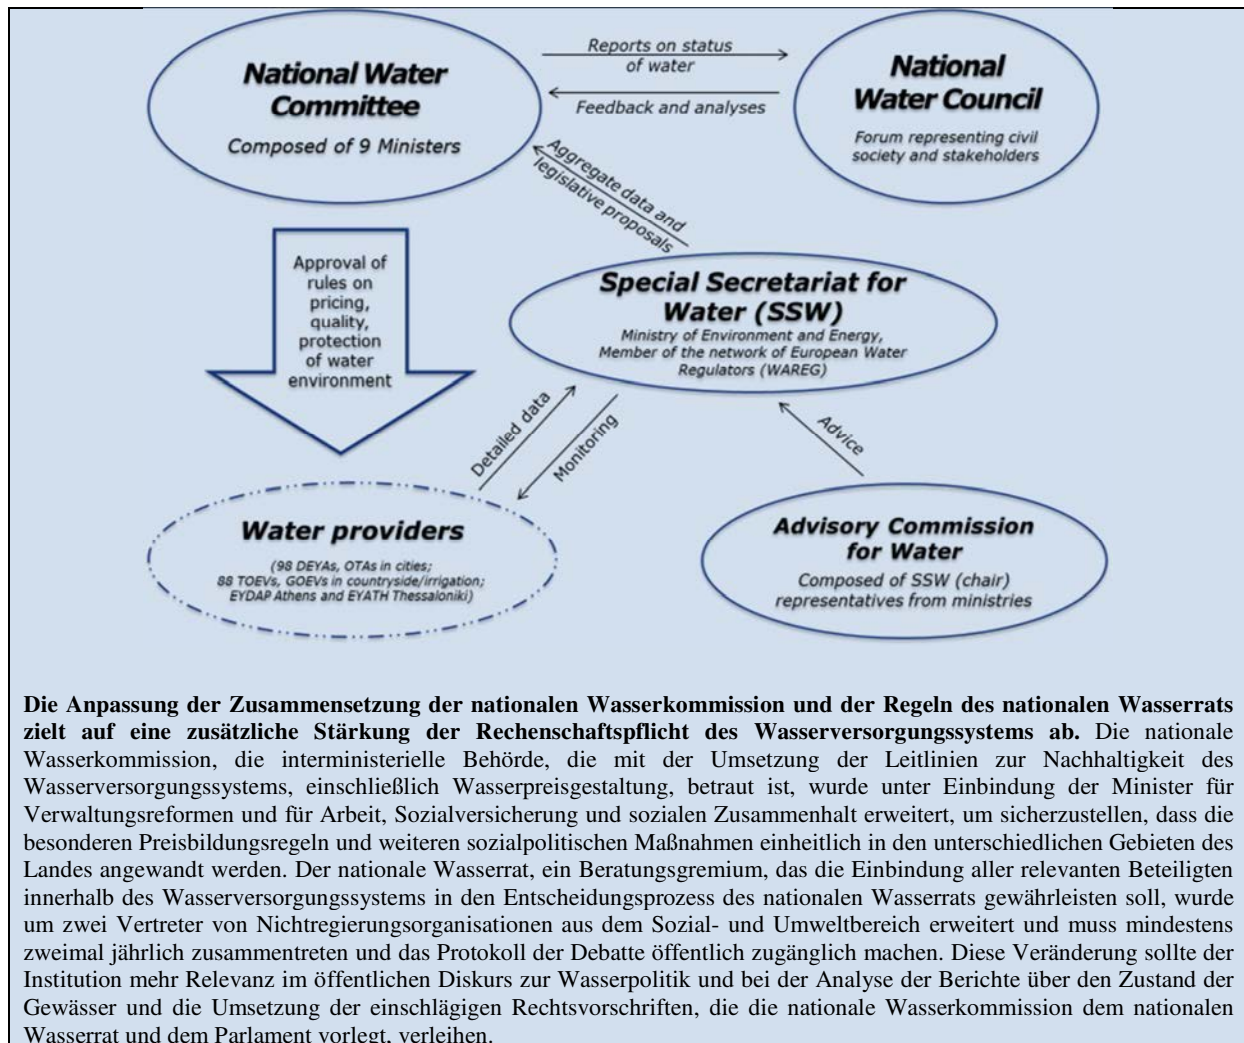 National Water
Committee
Composed of 9 Ministers
Reports on status
of water
Feedback and analyses
National
Water Council
Forum representing civil
society and stakeholders
Aggregate data and
legislative proposals
Approval of
rules on
pricing,
quality,
protection
of water
environment
Special Secretariat for
Water (SSW)
Ministry of Environment and Energy,
Member of the network of European Water
Regulators (WAREG)
Detailed data
Monitoring
Advice
Water providers
(98 DEYAs, OTAs in cities;
88 TOEVs, GOEVs in countryside/irrigation;
EYDAP Athens and EYATH Thessaloniki)
Advisory Commission
for Water
Composed of SSW (chair)
representatives from ministries
Die Anpassung der Zusammensetzung der nationalen Wasserkommission und der Regeln des nationalen Wasserrats
zielt auf eine zusätzliche Stärkung der Rechenschaftspflicht des Wasserversorgungssystems ab. Die nationale
Wasserkommission, die interministerielle Behörde, die mit der Umsetzung der Leitlinien zur Nachhaltigkeit des
Wasserversorgungssystems, einschließlich Wasserpreisgestaltung, betraut ist, wurde unter Einbindung der Minister für
Verwaltungsreformen und für Arbeit, Sozialversicherung und sozialen Zusammenhalt erweitert, um sicherzustellen, dass die
besonderen Preisbildungsregeln und weiteren sozialpolitischen Maßnahmen einheitlich in den unterschiedlichen Gebieten des
Landes angewandt werden. Der nationale Wasserrat, ein Beratungsgremium, das die Einbindung aller relevanten Beteiligten
innerhalb des Wasserversorgungssystems in den Entscheidungsprozess des nationalen Wasserrats gewährleisten soll, wurde
um zwei Vertreter von Nichtregierungsorganisationen aus dem Sozial- und Umweltbereich erweitert und muss mindestens
zweimal jährlich zusammentreten und das Protokoll der Debatte öffentlich zugänglich machen. Diese Veränderung sollte der
Institution mehr Relevanz im öffentlichen Diskurs zur Wasserpolitik und bei der Analyse der Berichte über den Zustand der
Gewässer und die Umsetzung der einschlägigen Rechtsvorschriften, die die nationale Wasserkommission dem nationalen
Wasserrat und dem Parlament vorlegt, verleihen.